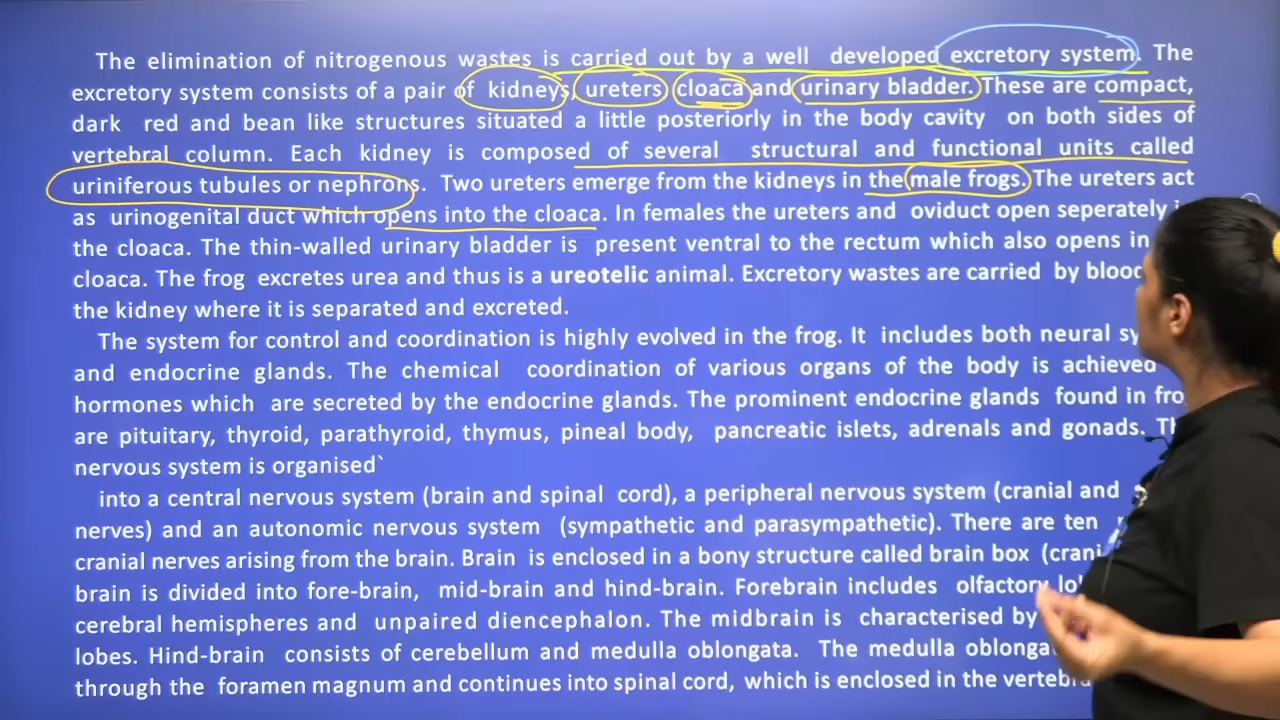 The elimination of nitrogenous wastes is carried out by a well developed excretory system. The
excretory system consists of a pair of kidneys, ureters cloaca and urinary bladder. These are compact,
dark red and bean like structures situated a little posteriorly in the body cavity on both sides of
vertebral column. Each kidney is composed of several structural and functional units called
uriniferous tubules or nephrons. Two ureters emerge from the kidneys in the male frogs. The ureters act
as urinogenital duct which opens into the cloaca. In females the ureters and oviduct open seperately
the cloaca. The thin-walled urinary bladder is present ventral to the rectum which also opens in
cloaca. The frog excretes urea and thus is a ureotelic animal. Excretory wastes are carried by blood
the kidney where it is separated and excreted.
The system for control and coordination is highly evolved in the frog. It includes both neural
and endocrine glands. The chemical coordination of various organs of the body is achieved
hormones which are secreted by the endocrine glands. The prominent endocrine glands found in
are pituitary, thyroid, parathyroid, thymus, pineal body, pancreatic islets, adrenals and gonads.
nervous system is organised`
into a central nervous system (brain and spinal cord), a peripheral nervous system (cranial and
nerves) and an autonomic nervous system (sympathetic and parasympathetic). There are ten
cranial nerves arising from the brain. Brain is enclosed in a bony structure called brain box
brain is divided into fore-brain, mid-brain and hind-brain. Forebrain includes olfactory
cerebral hemispheres and unpaired diencephalon. The midbrain is characterised by
lobes. Hind-brain consists of cerebellum and medulla oblongata. The medulla
through the foramen magnum and continues into spinal cord, which is enclosed in the